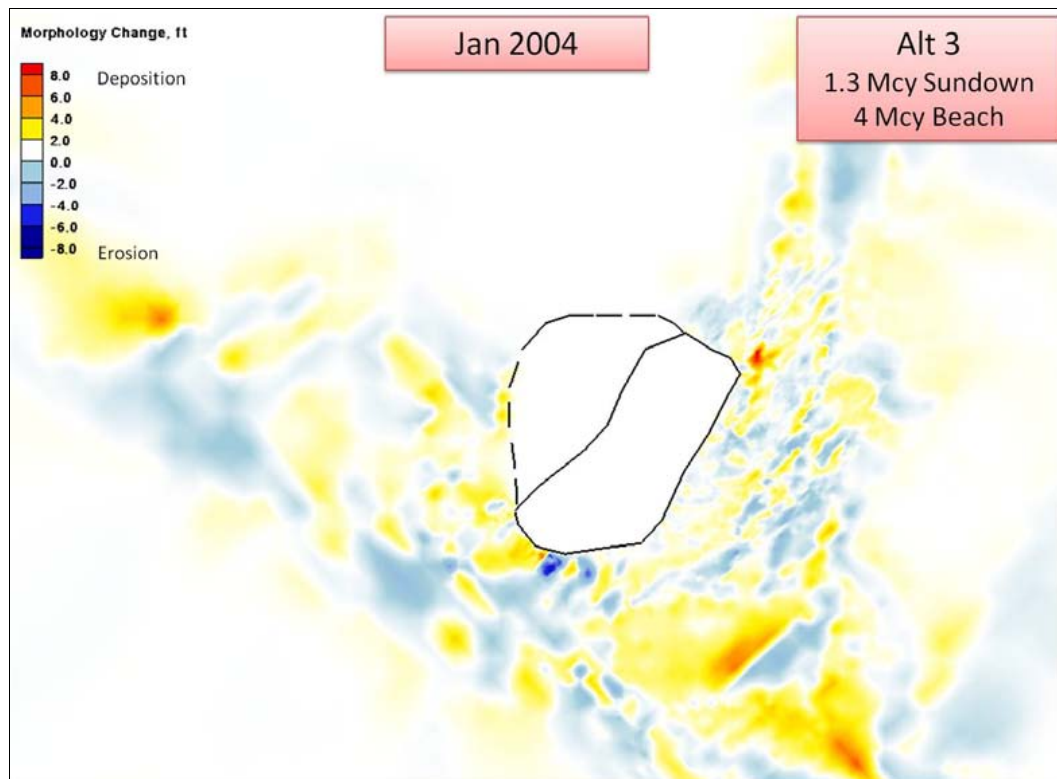 Morphology Change, ft
8.0
6.0
4.0
2.0
0.0
-2.0
-4.0
-6.0
-8.0
Deposition
Erosion
Jan 2004
Alt 3
1.3 Mcy Sundown
4 Mcy Beach